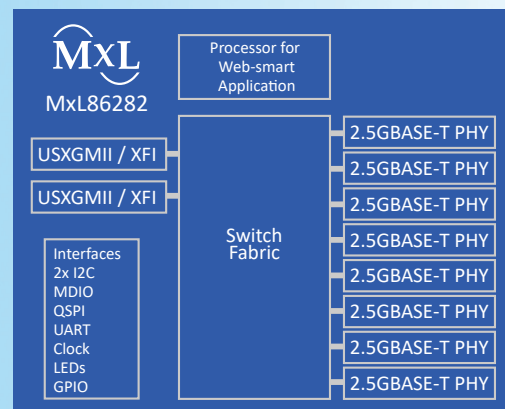 MXL
MxL86282
Processor for
Web-smart
Application
USXGMII / XFI
USXGMII / XFI
Interfaces
2x I2C
MDIO
QSPI
UART
Clock
LEDs
GPIO
Switch
Fabric
2.5GBASE-T PHY
2.5GBASE-T PHY
2.5GBASE-T PHY
2.5GBASE-T PHY
2.5GBASE-T PHY
2.5GBASE-T PHY
2.5GBASE-T PHY
2.5GBASE-T PHY